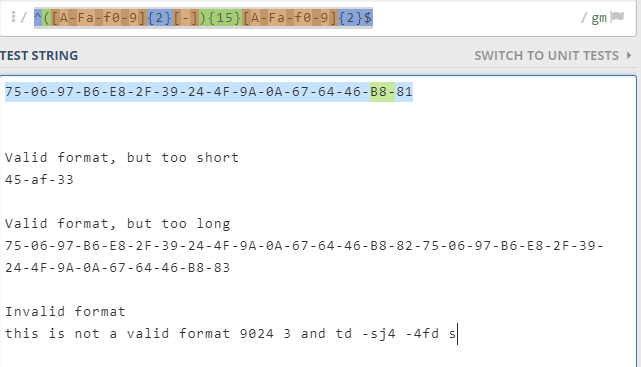 / ^([A-Fa-f0-9]{2}[-]){15}[A-Fa-f0-9]{2}$ / gm
TEST STRING SWITCH TO UNIT TESTS
75-06-97-B6-E8-2F-39-24-4F-9A-0A-67-64-46-B8-81
Valid format, but too short
45-af-33
Valid format, but too long
75-06-97-B6-E8-2F-39-24-4F-9A-0A-67-64-46-B8-82-75-06-97-B6-E8-2F-39-
24-4F-9A-0A-67-64-46-B8-83
Invalid format
this is not a valid format 9024 3 and td -sj4 -4fd s